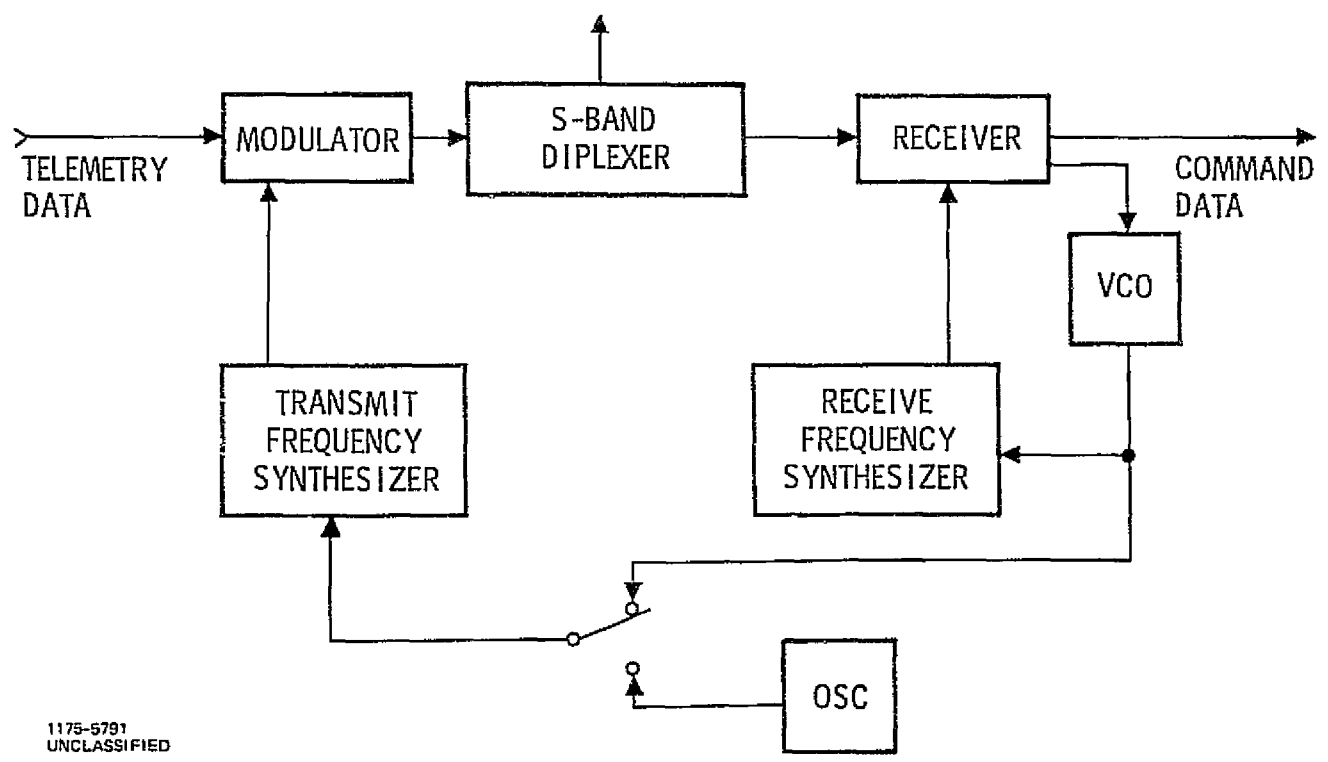 MODULATOR
S-BAND
DIPLEXER
RECEIVER
TELEMETRY
DATA
COMMAND
DATA
VCO
TRANSMIT
FREQUENCY
SYNTHESIZER
RECEIVE
FREQUENCY
SYNTHESIZER
OSC
1175-5791
UNCLASSIFIED